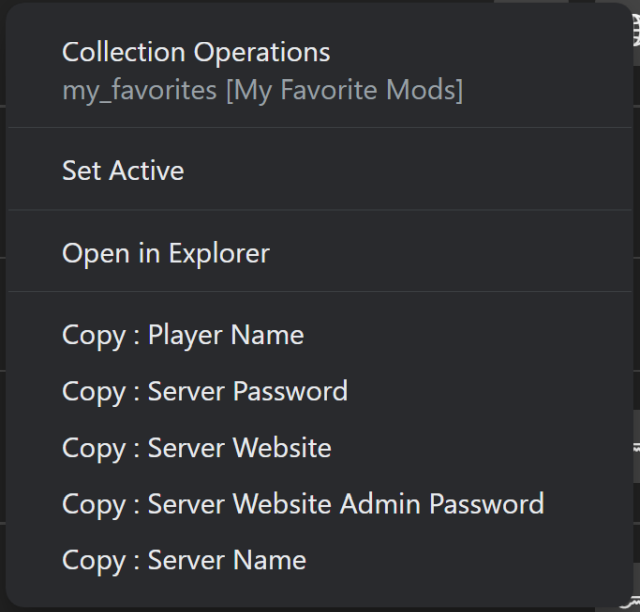 Collection Operations
my_favorites [My Favorite Mods]
Set Active
Open in Explorer
Copy : Player Name
Copy : Server Password
Copy : Server Website
Copy : Server Website Admin Password
Copy : Server Name